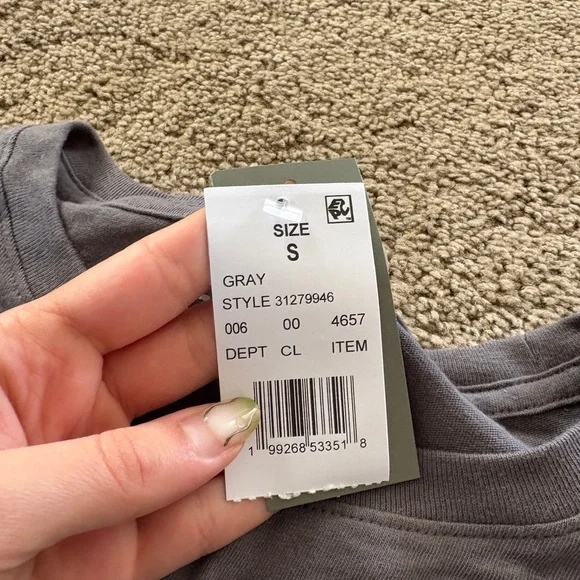 SIZE
S
GRAY
STYLE 31279946
006 00 4657
DEPT CL ITEM
1 99268 53351 8